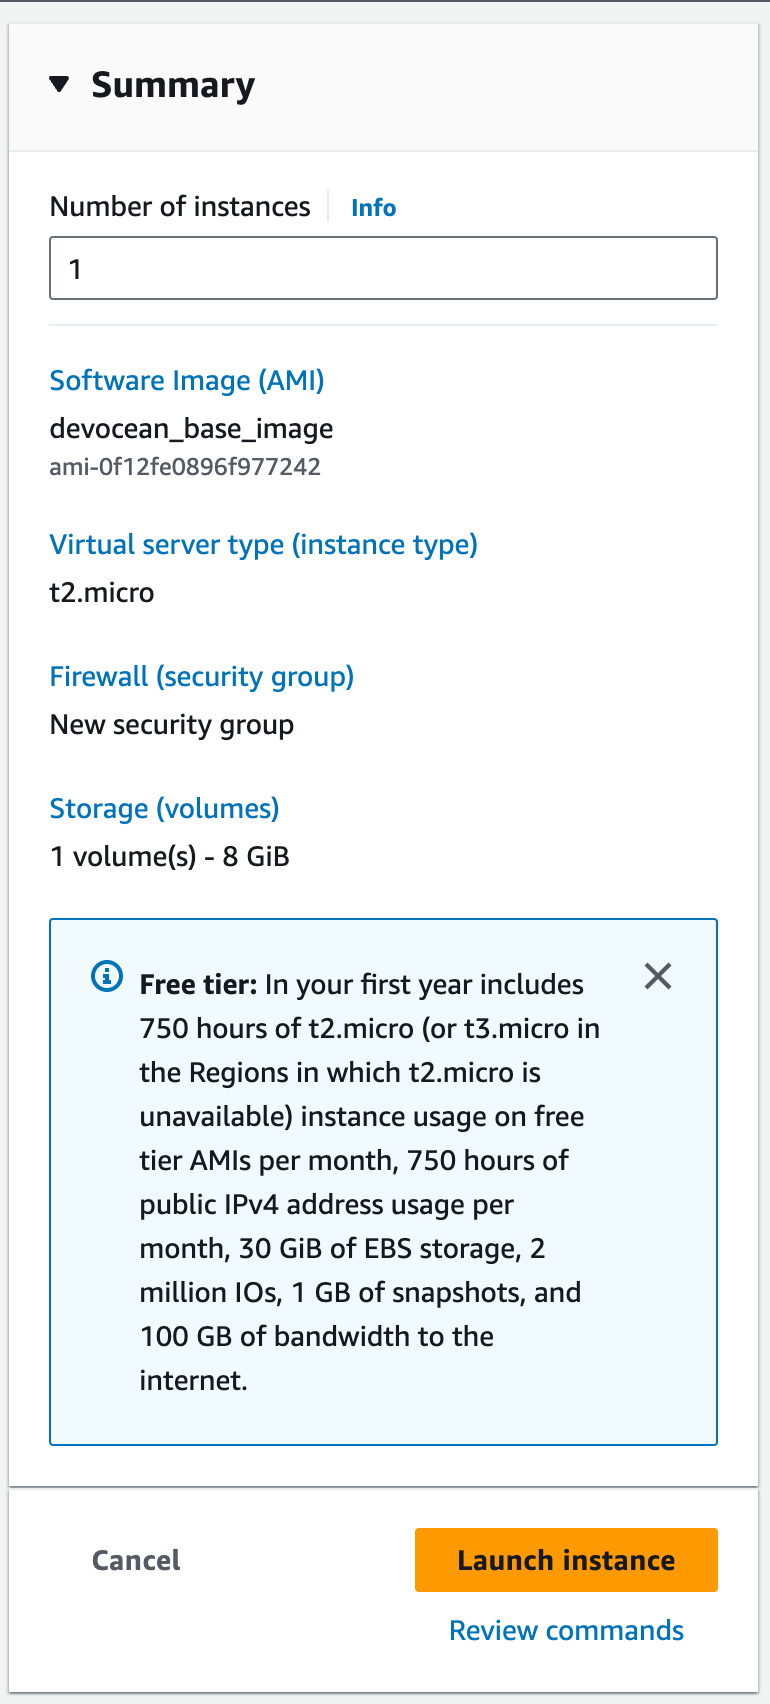 Summary
Number of instances Info
1
Software Image (AMI)
devocean_base_image
ami-0f12fe0896f977242
Virtual server type (instance type)
t2.micro
Firewall (security group)
New security group
Storage (volumes)
1 volume(s) - 8 GiB
Free tier: In your first year includes
750 hours of t2.micro (or t3.micro in
the Regions in which t2.micro is
unavailable) instance usage on free
tier AMIs per month, 750 hours of
public IPv4 address usage per
month, 30 GiB of EBS storage, 2
million IOs, 1 GB of snapshots, and
100 GB of bandwidth to the
internet.
Cancel Launch instance
Review commands